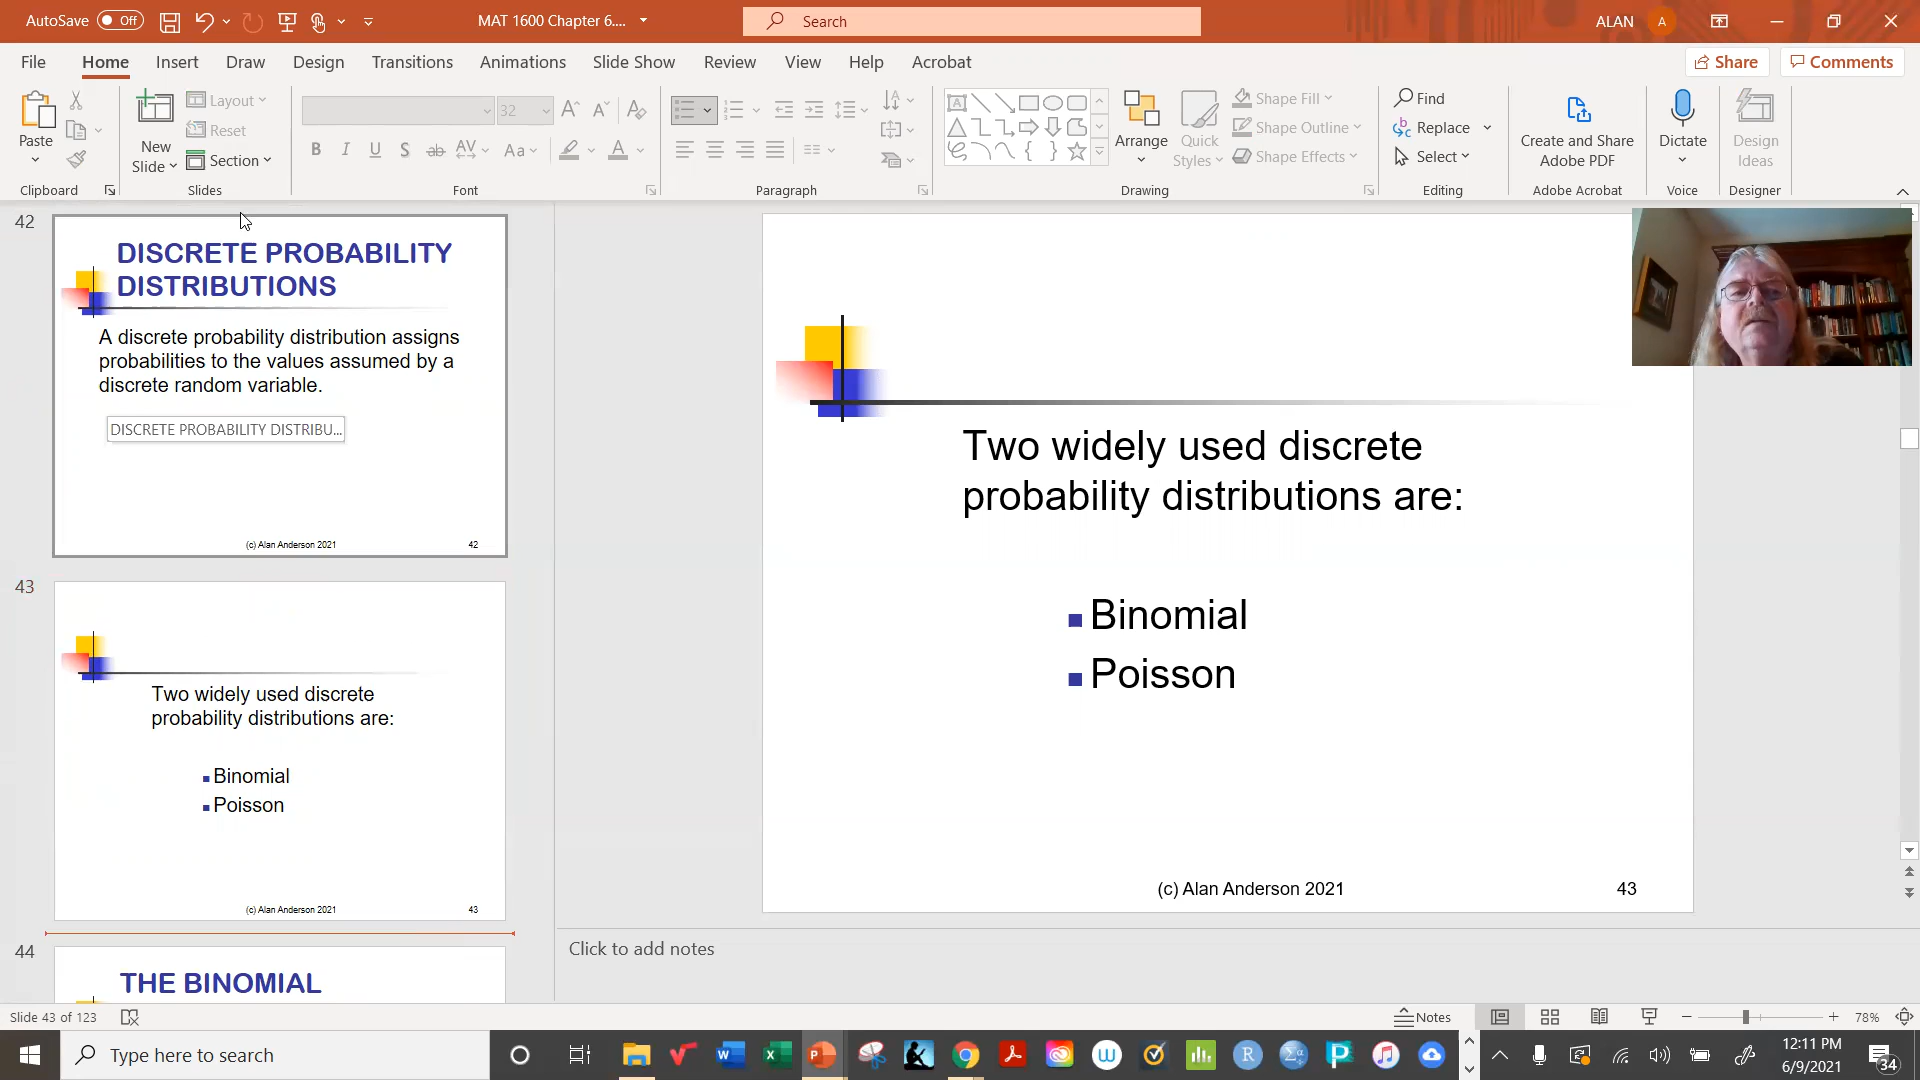 AutoSave Off
MAT 1600 Chapter 6....
Search
ALAN A
File Home Insert Draw Design Transitions Animations Slide Show Review View Help Acrobat
Share Comments
Paste
New Slide
Layout
Reset
Section
32
B I U S ab AV Aa A
Arrange
Quick Styles
Shape Fill
Shape Outline
Shape Effects
Find
Replace
Select
Create and Share Adobe PDF
Dictate
Design Ideas
Clipboard Slides Font Paragraph Drawing Editing Adobe Acrobat Voice Designer
42
DISCRETE PROBABILITY
DISTRIBUTIONS
A discrete probability distribution assigns
probabilities to the values assumed by a
discrete random variable.
DISCRETE PROBABILITY DISTRIBU...
(c) Alan Anderson 2021 42
43
Two widely used discrete
probability distributions are:
Binomial
Poisson
(c) Alan Anderson 2021 43
44
THE BINOMIAL
Two widely used discrete
probability distributions are:
Binomial
Poisson
(c) Alan Anderson 2021 43
Click to add notes
Slide 43 of 123
Notes
78%
Type here to search
12:11 PM
6/9/2021
34